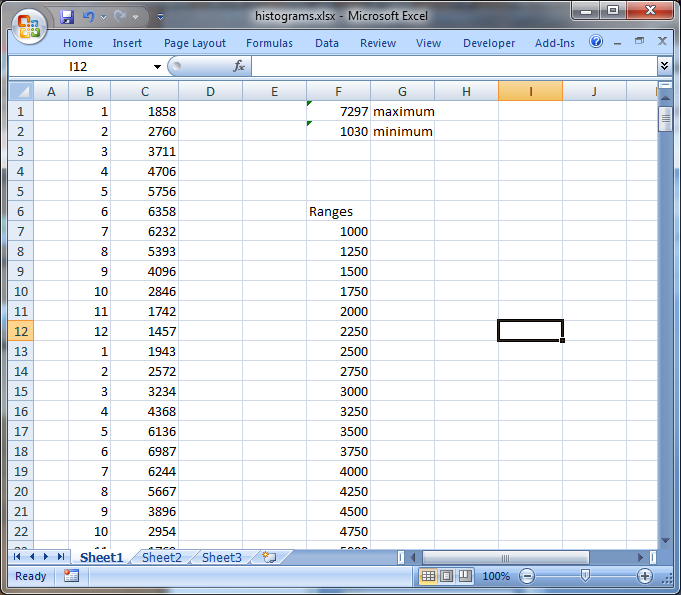 histograms.xlsx - Microsoft Excel
Home Insert Page Layout Formulas Data Review View Developer Add-Ins
I12 fx
A B C D E F G H I J
1 1 1858 7297 maximum
2 2 2760 1030 minimum
3 3 3711
4 4 4706
5 5 5756
6 6 6358 Ranges
7 7 6232 1000
8 8 5393 1250
9 9 4096 1500
10 10 2846 1750
11 11 1742 2000
12 12 1457 2250
13 1 1943 2500
14 2 2572 2750
15 3 3234 3000
16 4 4368 3250
17 5 6136 3500
18 6 6987 3750
19 7 6244 4000
20 8 5667 4250
21 9 3896 4500
22 10 2954 4750
Sheet1 Sheet2 Sheet3
Ready 100%